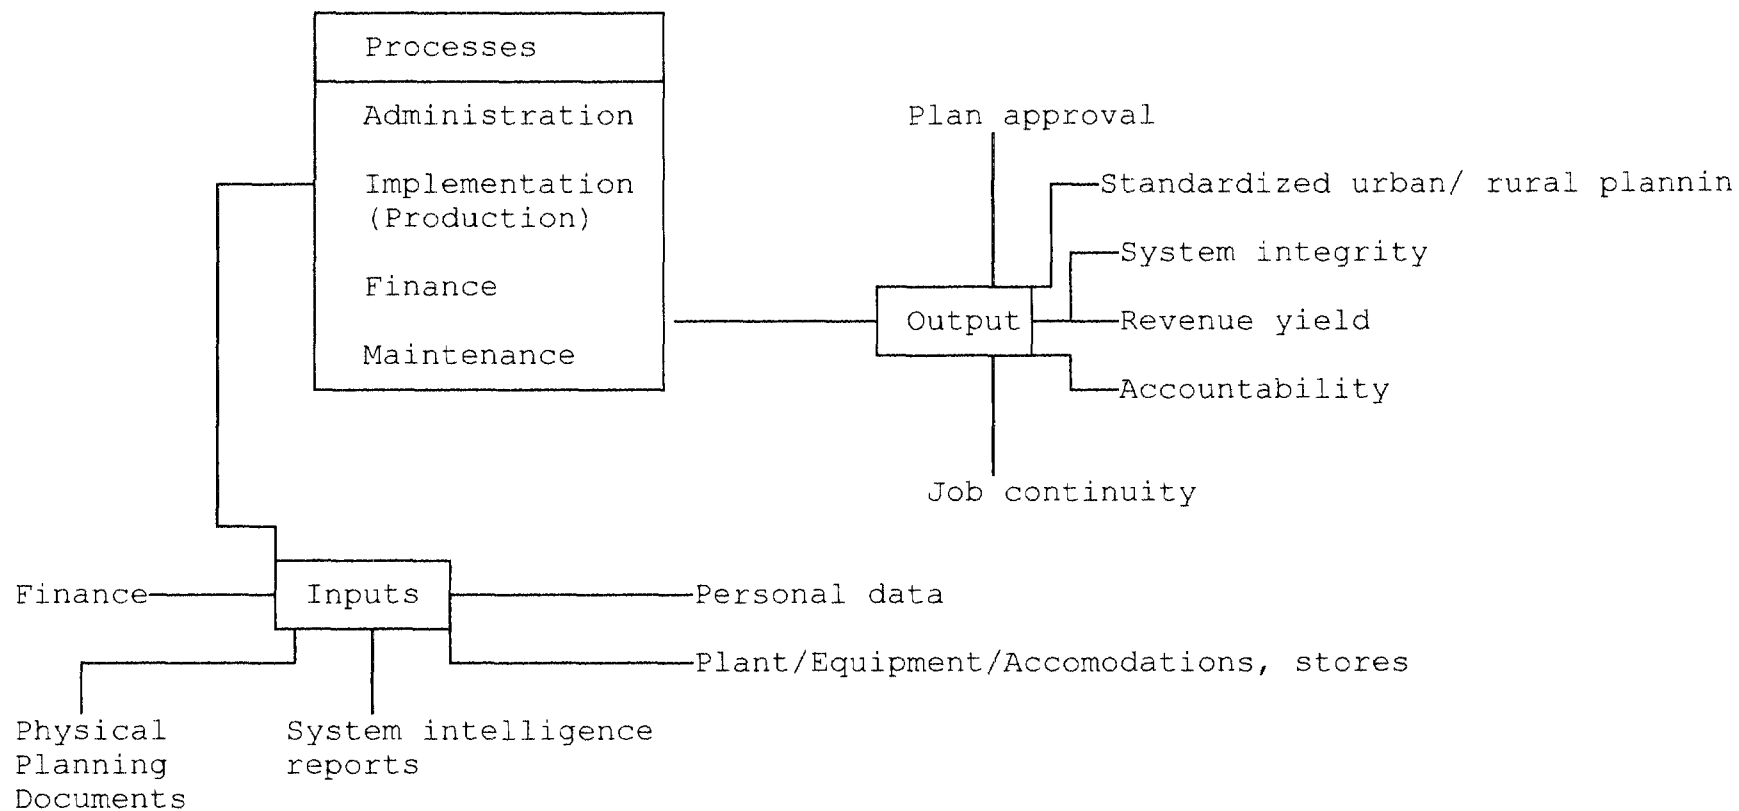 Processes
Administration
Implementation
(Production)
Finance
Maintenance
Plan approval
Standardized urban/ rural plannin
System integrity
Output
Revenue yield
Accountability
Job continuity
Finance
Inputs
Personal data
Plant/Equipment/Accomodations, stores
Physical
Planning
Documents
System intelligence
reports